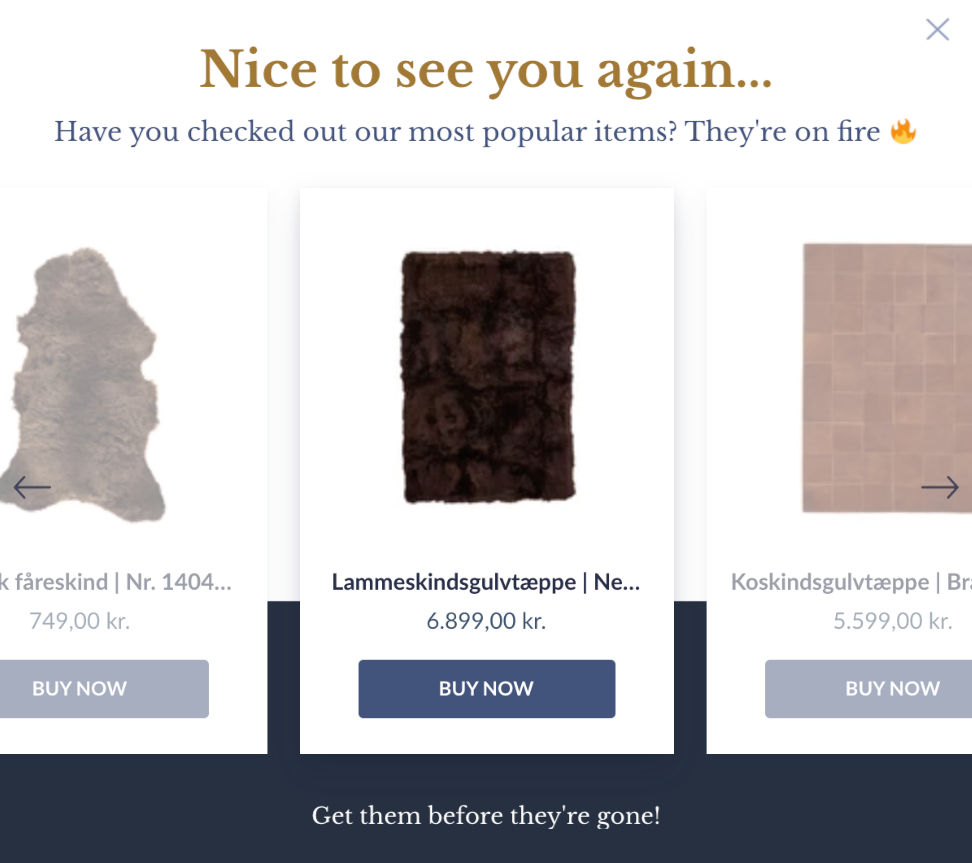 Nice to see you again...
Have you checked out our most popular items? They're on fire 🔥
k fåreskind | Nr. 1404...
749,00 kr.
BUY NOW
Lammeskindsgulvtæppe | Ne...
6.899,00 kr.
BUY NOW
Koskindsgulvtæppe | Bra
5.599,00 kr.
BUY NOW
Get them before they're gone!